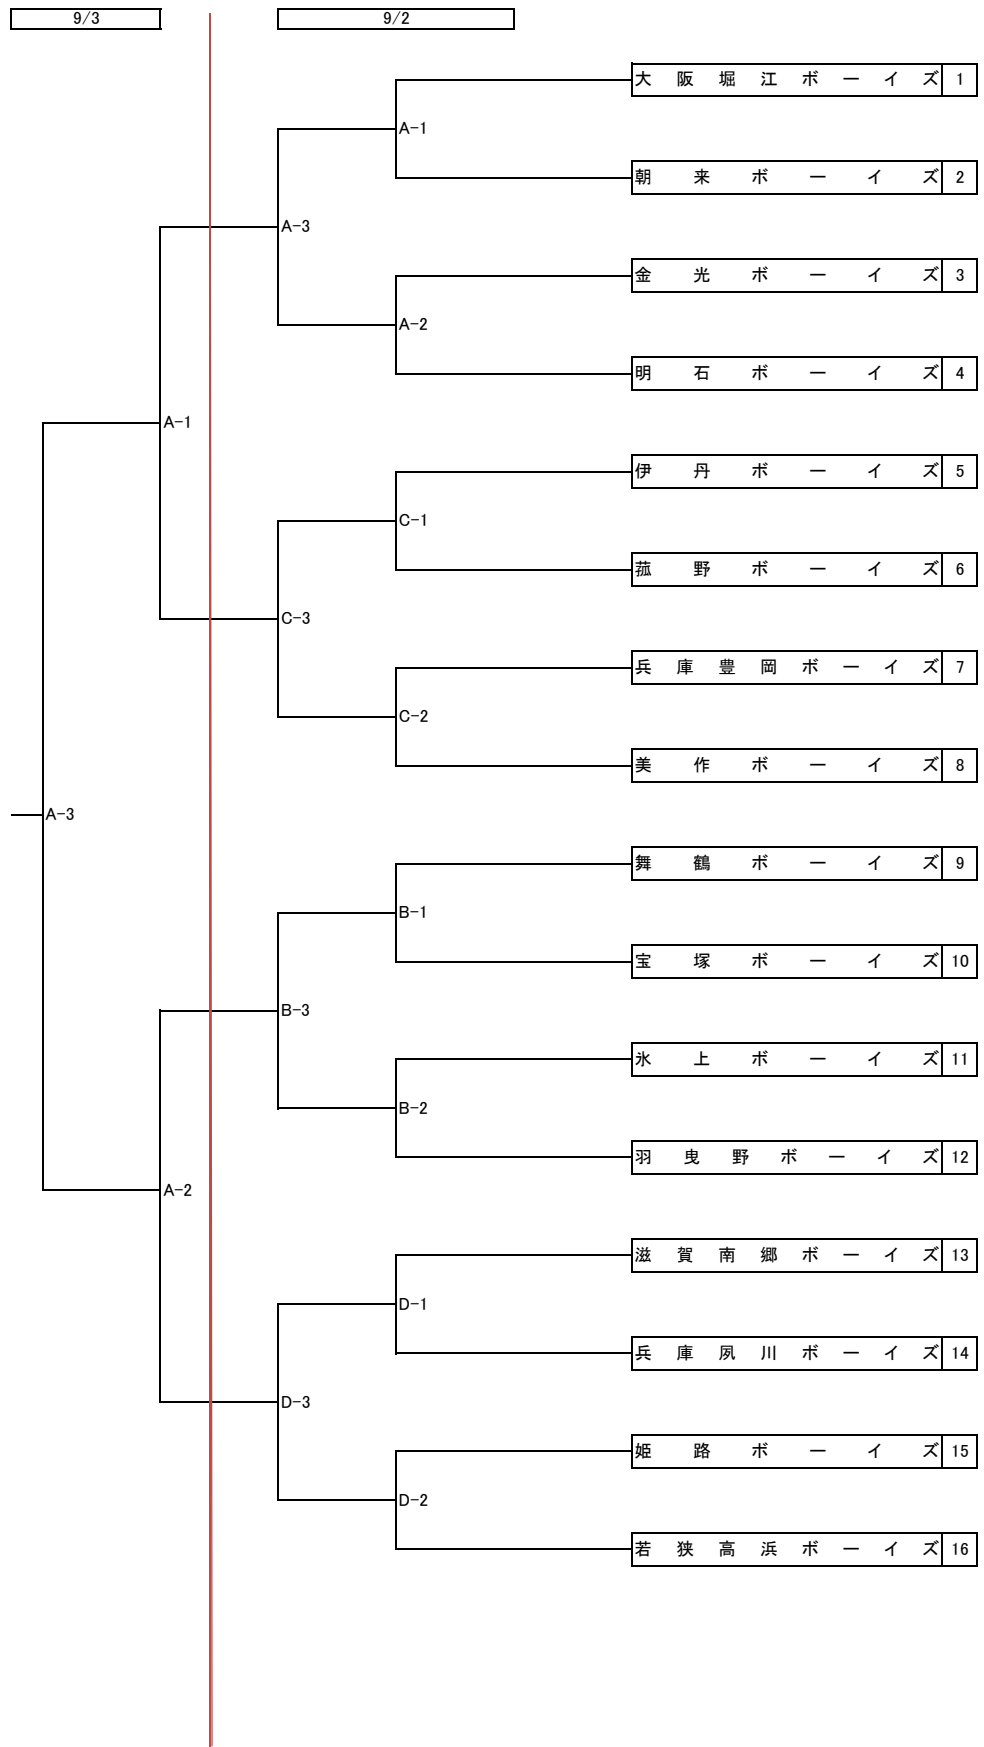 9/3
9/2
大阪堀江ボーイズ 1
A-1
朝来ボーイズ 2
A-3
金光ボーイズ 3
A-2
明石ボーイズ 4
A-1
伊丹ボーイズ 5
C-1
菰野ボーイズ 6
C-3
兵庫豊岡ボーイズ 7
C-2
美作ボーイズ 8
A-3
舞鶴ボーイズ 9
B-1
宝塚ボーイズ 10
B-3
氷上ボーイズ 11
B-2
羽曳野ボーイズ 12
A-2
滋賀南郷ボーイズ 13
D-1
兵庫夙川ボーイズ 14
D-3
姫路ボーイズ 15
D-2
若狭高浜ボーイズ 16